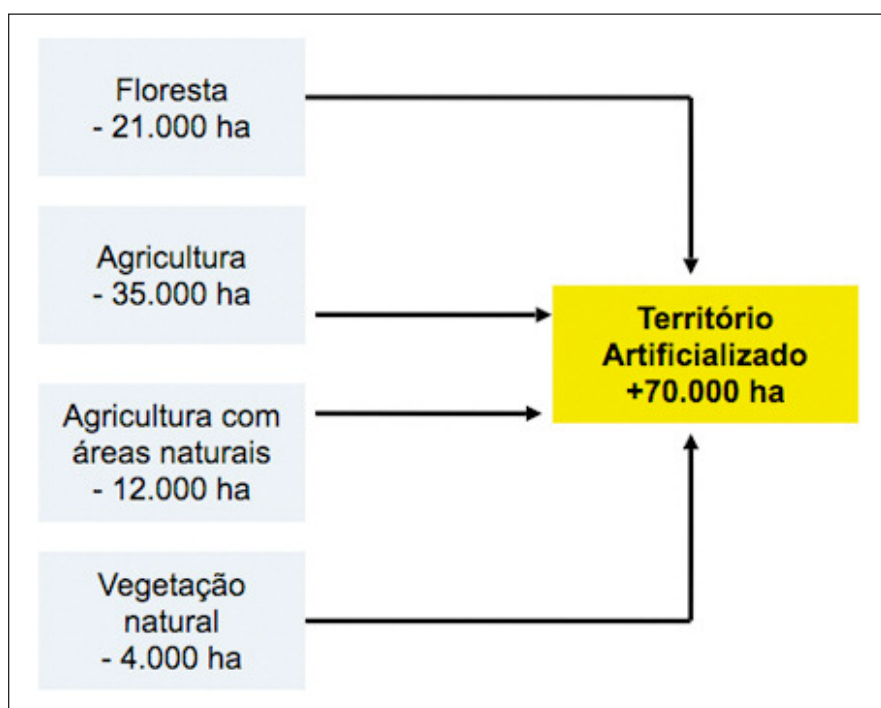 Floresta
- 21.000 ha
Agricultura
- 35.000 ha
Território
Artificializado
+70.000 ha
Agricultura com
áreas naturais
- 12.000 ha
Vegetação
natural
- 4.000 ha